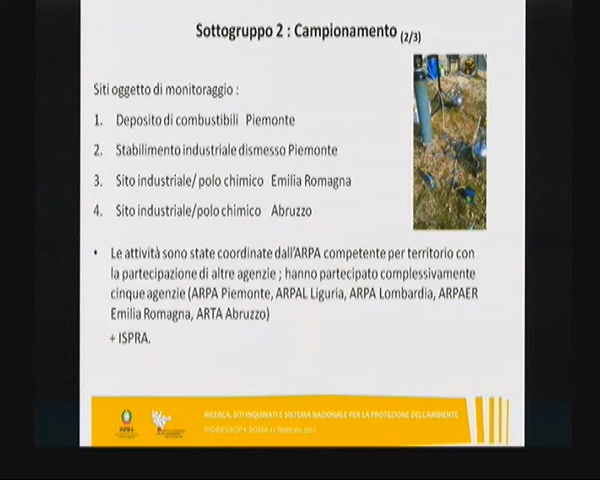 Sottogruppo 2 : Campionamento (2/3)
Siti oggetto di monitoraggio :
1. Deposito di combustibili Piemonte
2. Stabilimento industriale dismesso Piemonte
3. Sito industriale/ polo chimico Emilia Romagna
4. Sito industriale/polo chimico Abruzzo
• Le attività sono state coordinate dall'ARPA competente per territorio con
la partecipazione di altre agenzie ; hanno partecipato complessivamente
cinque agenzie (ARPA Piemonte, ARPAL Liguria, ARPA Lombardia, ARPAER
Emilia Romagna, ARTA Abruzzo)
+ ISPRA.
RICERCA, SITI INQUINATI E SISTEMA NAZIONALE PER LA PROTEZIONE DELL'AMBIENTE
WORKSHOP • ROMA febbraio
ISPRA